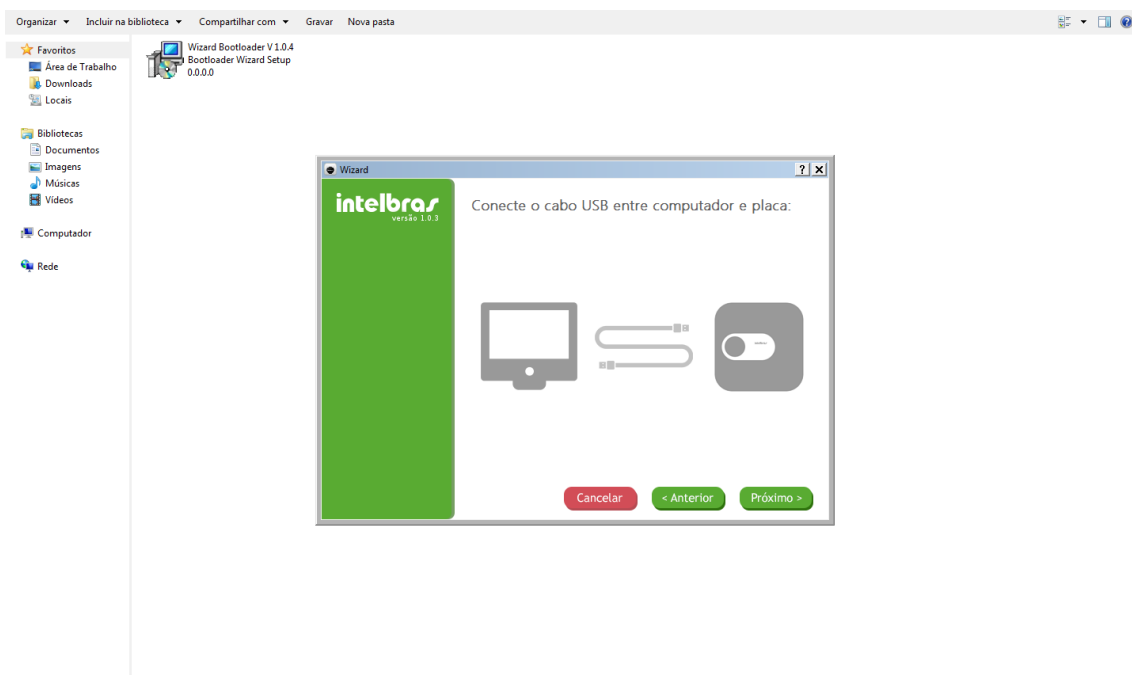 Organizar Incluir na biblioteca Compartilhar com Gravar Nova pasta
Favoritos
Área de Trabalho
Downloads
Locais
Bibliotecas
Documentos
Imagens
Músicas
Vídeos
Computador
Rede
Wizard Bootloader V 1.0.4
Bootloader Wizard Setup
0.0.0.0
Wizard
intelbras
versão 1.0.3
Conecte o cabo USB entre computador e placa:
Cancelar < Anterior Próximo >